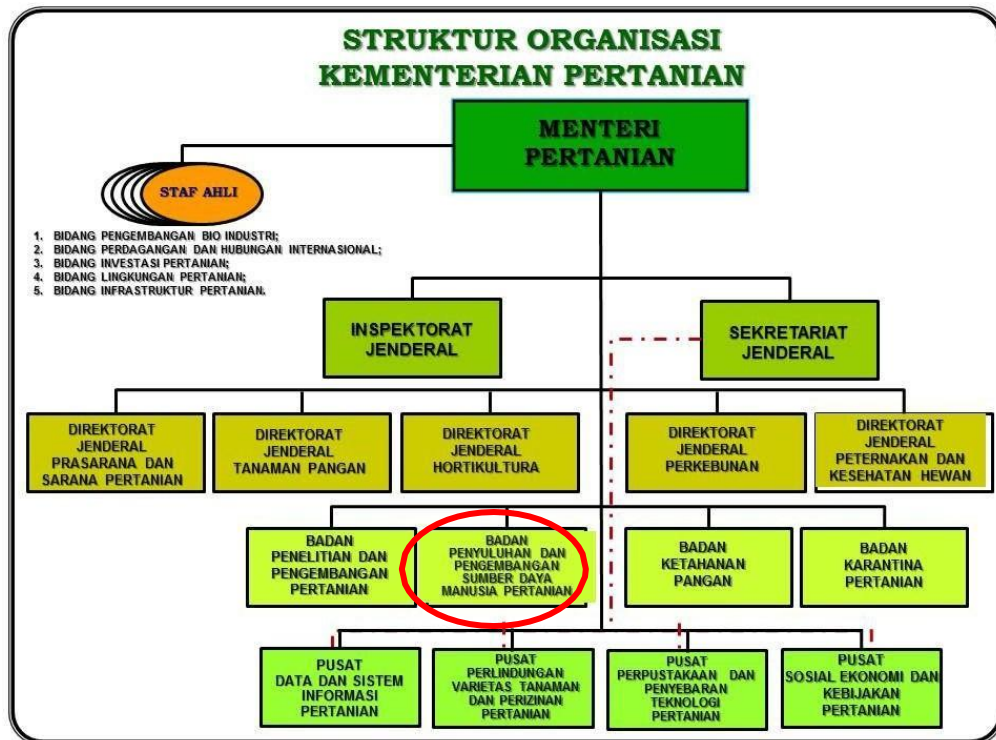 STRUKTUR ORGANISASI
KEMENTERIAN PERTANIAN
MENTERI
PERTANIAN
STAF AHLI
1. BIDANG PENGEMBANGAN BIO INDUSTRI;
2. BIDANG PERDAGANGAN DAN HUBUNGAN INTERNASIONAL;
3. BIDANG INVESTASI PERTANIAN;
4. BIDANG LINGKUNGAN PERTANIAN;
5. BIDANG INFRASTRUKTUR PERTANIAN.
INSPEKTORAT
JENDERAL
SEKRETARIAT
JENDERAL
DIREKTORAT
JENDERAL
PRASARANA DAN
SARANA PERTANIAN
DIREKTORAT
JENDERAL
TANAMAN PANGAN
DIREKTORAT
JENDERAL
HORTIKULTURA
DIREKTORAT
JENDERAL
PERKEBUNAN
DIREKTORAT
JENDERAL
PETERNAKAN DAN
KESEHATAN HEWAN
BADAN
PENELITIAN DAN
PENGEMBANGAN
PERTANIAN
BADAN
PENYULUHAN DAN
PENGEMBANGAN
SUMBER DAYA
MANUSIA PERTANIAN
BADAN
KETAHANAN
PANGAN
BADAN
KARANTINA
PERTANIAN
PUSAT
DATA DAN SISTEM
INFORMASI
PERTANIAN
PUSAT
PERLINDUNGAN
VARIETAS TANAMAN
DAN PERIZINAN
PERTANIAN
PUSAT
PERPUSTAKAAN DAN
PENYEBARAN
TEKNOLOGI
PERTANIAN
PUSAT
SOSIAL EKONOMI DAN
KEBIJAKAN
PERTANIAN